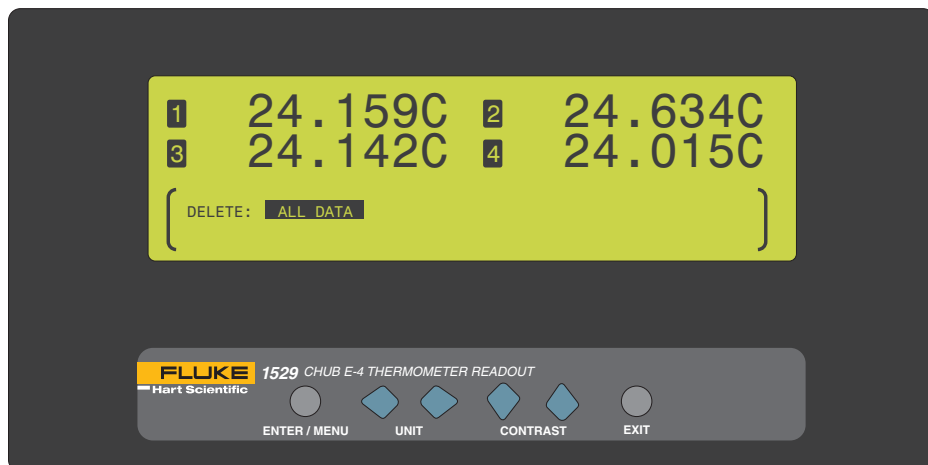 1 24.159C 2 24.634C
3 24.142C 4 24.015C
DELETE: ALL DATA
FLUKE 1529 CHUB E-4 THERMOMETER READOUT
Hart Scientific
ENTER / MENU UNIT CONTRAST EXIT